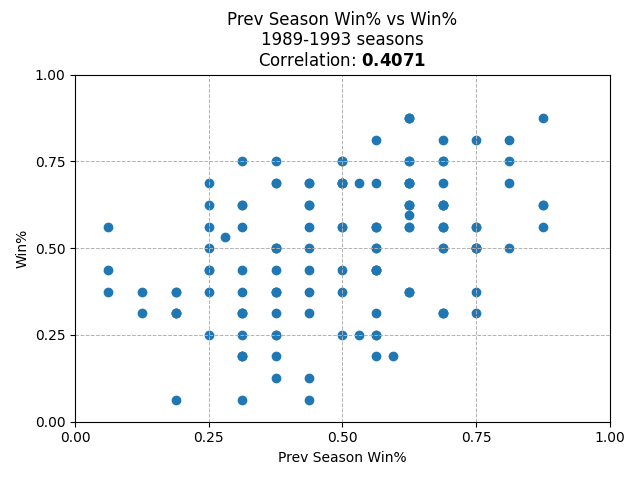 Prev Season Win% vs Win%
1989-1993 seasons
Correlation: 0.4071
1.00
0.75
0.50
0.25
0.00
Win%
0.00 0.25 0.50 0.75 1.00
Prev Season Win%